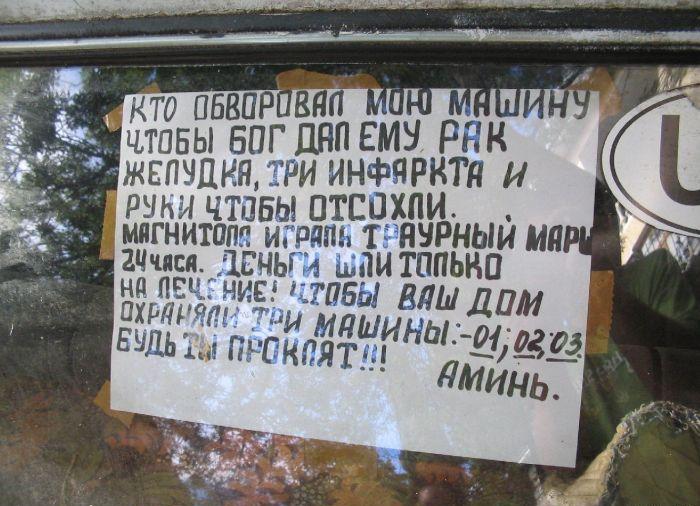 КТО ОБВОРОВАЛ МОЮ МАШИНУ
ЧТОБЫ БОГ ДАЛ ЕМУ РАК
ЖЕЛУДКА, ТРИ ИНФАРКТА И
РУКИ ЧТОБЫ ОТСОХЛИ.
МАГНИТОЛА ИГРАЛА ТРАУРНЫЙ МАРШ
24 ЧАСА. ДЕНЬГИ ШЛИ ТОЛЬКО
НА ЛЕЧЕНИЕ! ЧТОБЫ ВАШ ДОМ
ОХРАНЯЛИ ТРИ МАШИНЫ:-01; 02; 03.
БУДЬ ТЫ ПРОКЛЯТ!!!
АМИНЬ.
U